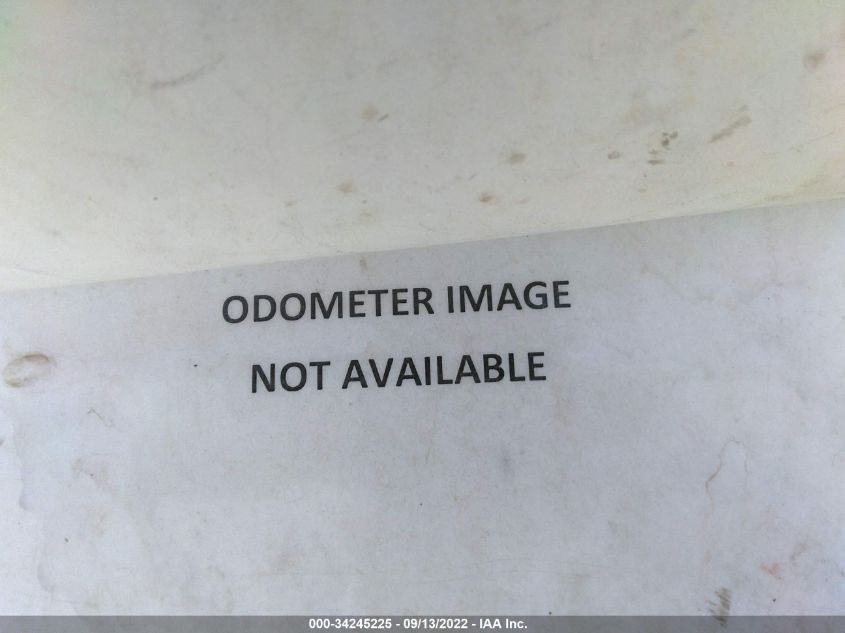 ODOMETER IMAGE
NOT AVAILABLE
000-34245225 - 09/13/2022 - IAA Inc.